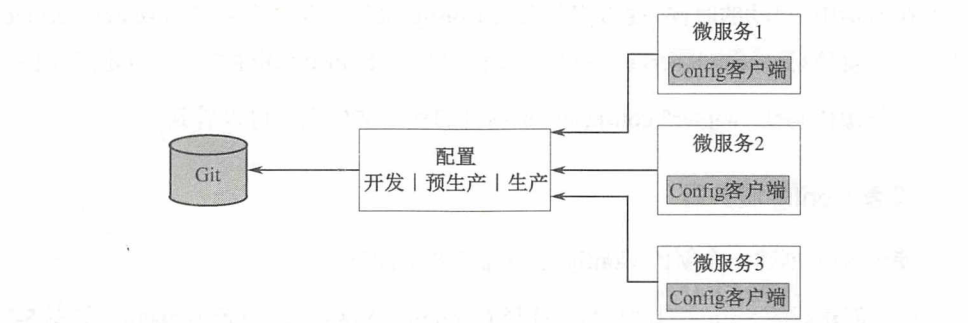 微服务1
Config客户端
微服务2
Config客户端
微服务3
Config客户端
配置
开发 | 预生产 | 生产
Git